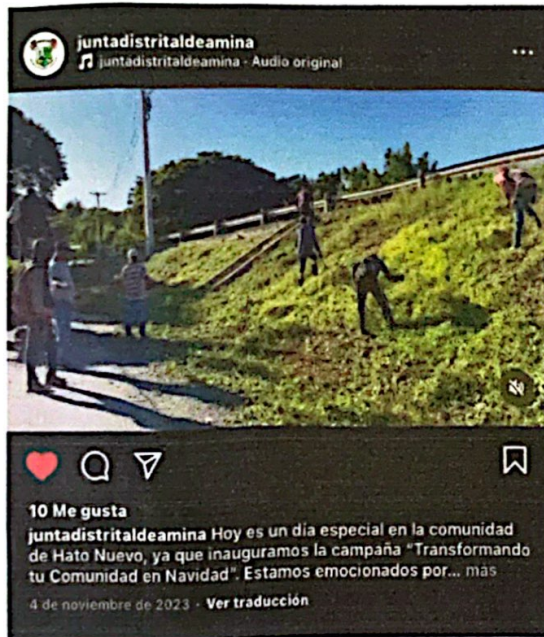 juntadistritaldeamina
juntadistritaldeamina · Audio original
10 Me gusta
juntadistritaldeamina Hoy es un día especial en la comunidad
de Hato Nuevo, ya que inauguramos la campaña "Transformando
tu Comunidad en Navidad". Estamos emocionados por... más
4 de noviembre de 2023 · Ver traducción